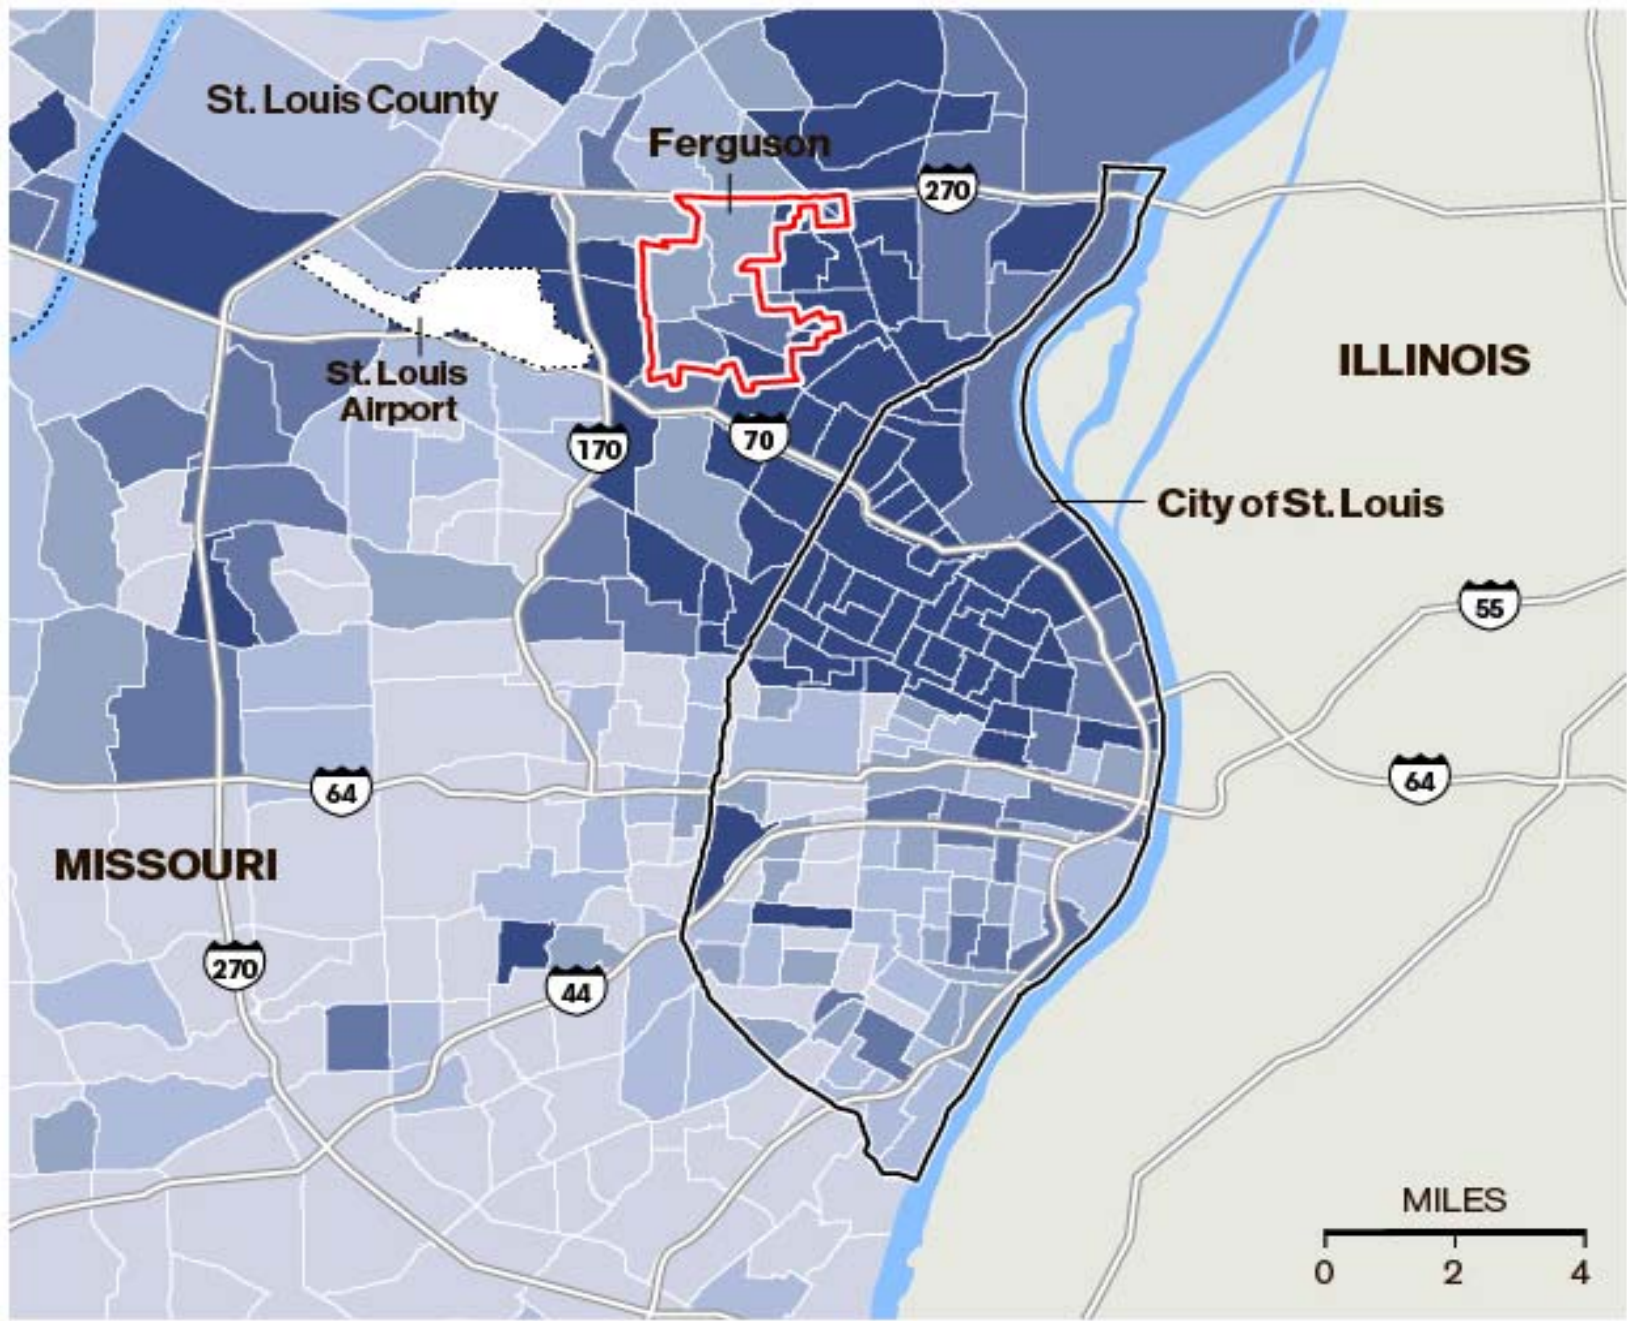 St. Louis County
Ferguson
270
ILLINOIS
St. Louis
Airport
170
70
City of St. Louis
55
64
64
MISSOURI
270
44
MILES
0 2 4